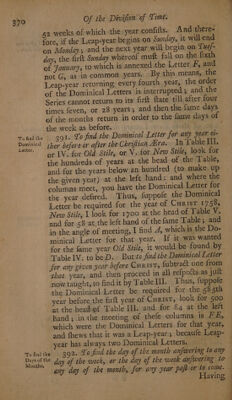 370 Of the Division of Time.
52 weeks of which the year consists. And there-
fore, if the Leap-year begins on Sunday, it will end
on Monday; and the next year will begin on Tues-
day, the first Sunday whereof must fall on the sixth
of January, to which is annexed the Letter F, and
not G, as in common years. By this means, the
Leap-year returning every fourth year, the order
of the Dominical Letters is interrupted; and the
Series cannot return to its first state till after four
times seven, or 28 years; and then the same days
of the month return in order to the same days of
the week as before.
To find the
Dominical
Letter.
391. To find the Dominical Letter for any year ei-
ther before or after the Christian Æra. In Table III.
or IV. for Old Stile, or V. for New Stile, look for
the hundreds of years at the head of the Table,
and for the years below an hundred (to make up
the given year) at the left hand: and where the
columns meet, you have the Dominical Letter for
the year desired. Thus, suppose the Dominical
Letter be required for the year of CHRIST 1758,
New Stile, I look for 1700 at the head of Table V.
and for 58 at the left hand of the same Table; and
in the angle of meeting, I find A, which is the Do-
minical Letter for that year. If it was wanted
for the same year Old Stile, it would be found by
Table IV. to be D. But to find the Dominical Letter
for any given year before CHRIST, subtract one from
that year, and then proceed in all respects as just
now taught, to find it by Table III. Thus, suppose
the Dominical Letter be required for the 585th
year before the first year of CHRIST, look for 500
at the head of Table III. and for 84 at the left
hand; in the meeting of these columns is FE,
which were the Dominical Letters for that year,
and shews that it was a Leap-year; because Leap-
year has always two Dominical Letters.
To find the
Days of the
Months.
392. To find the day of the month answering to any
day of the week, or the day of the week answering to
any day of the month, for any year past or to come.
Having